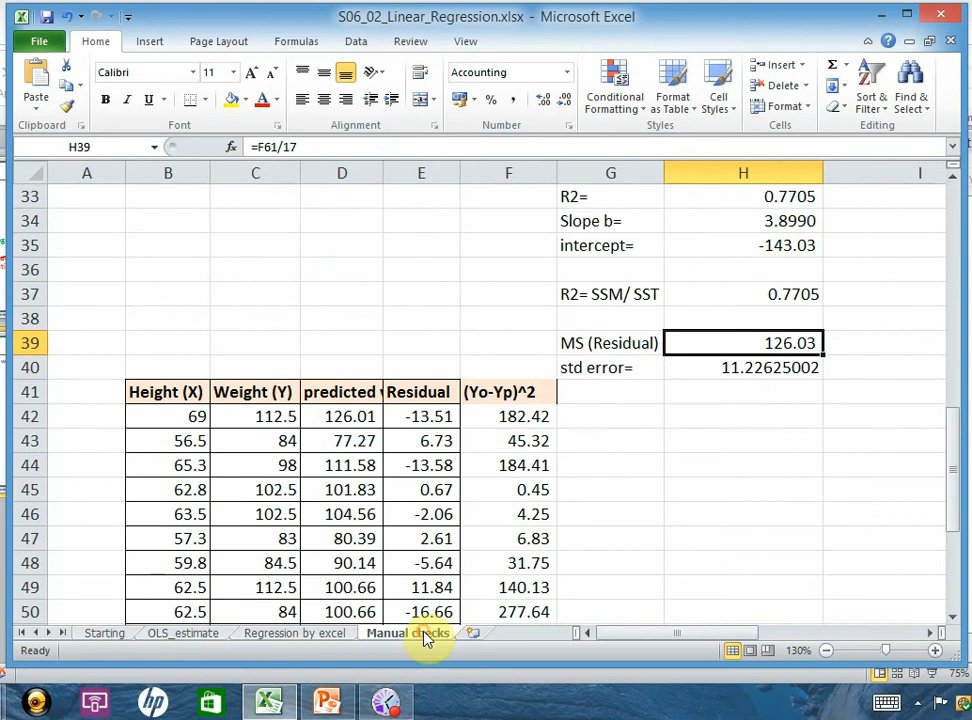 S06_02_Linear_Regression.xlsx - Microsoft Excel
File Home Insert Page Layout Formulas Data Review View
Paste
Calibri 11
B I U
A A
Accounting
% ,
Conditional Formatting
Format as Table
Cell Styles
Insert
Delete
Format
Σ
Sort & Filter
Find & Select
Clipboard Font Alignment Number Styles Cells Editing
H39 fx =F61/17
A B C D E F G H I
33 R2= 0.7705
34 Slope b= 3.8990
35 intercept= -143.03
36
37 R2= SSM/ SST 0.7705
38
39 MS (Residual) 126.03
40 std error= 11.22625002
41 Height (X) Weight (Y) predicted Residual (Yo-Yp)^2
42 69 112.5 126.01 -13.51 182.42
43 56.5 84 77.27 6.73 45.32
44 65.3 98 111.58 -13.58 184.41
45 62.8 102.5 101.83 0.67 0.45
46 63.5 102.5 104.56 -2.06 4.25
47 57.3 83 80.39 2.61 6.83
48 59.8 84.5 90.14 -5.64 31.75
49 62.5 112.5 100.66 11.84 140.13
50 62.5 84 100.66 -16.66 277.64
Starting OLS_estimate Regression by excel Manual checks
Ready 130%
75%
hp